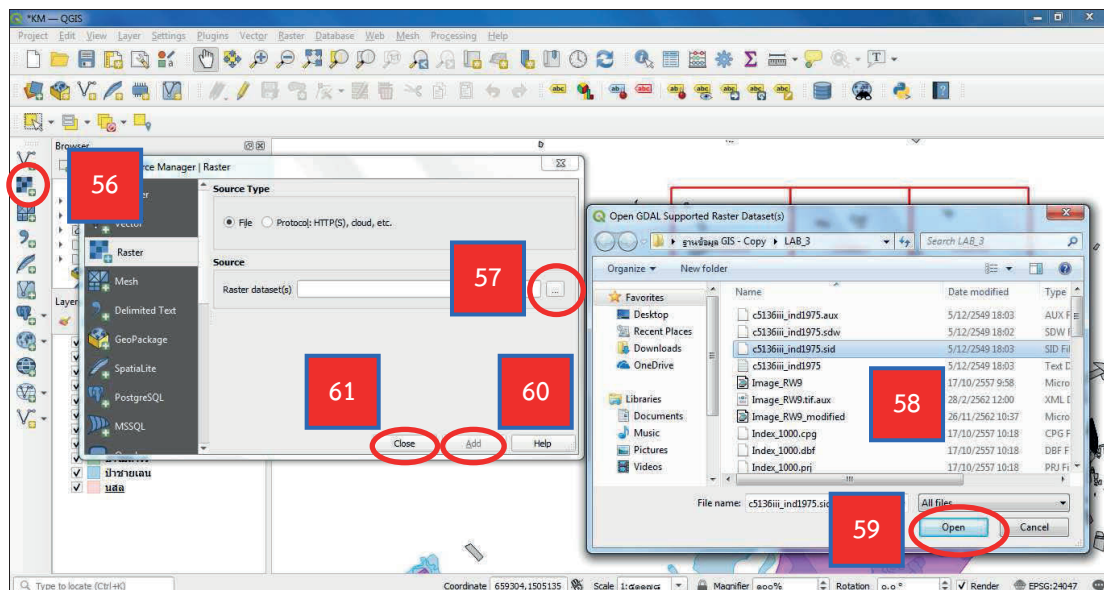 *KM — QGIS
Project Edit View Layer Settings Plugins Vector Raster Database Web Mesh Processing Help
Browser
56
rce Manager | Raster
Vector
Raster
Mesh
Delimited Text
GeoPackage
SpatiaLite
PostgreSQL
MSSQL
Source Type
File Protocol: HTTP(S), cloud, etc.
Source
Raster dataset(s)
57
...
61
60
Close Add Help
Layer
ป่าชายเลน
นสล
Open GDAL Supported Raster Dataset(s)
ฐานข้อมูล GIS - Copy LAB_3
Search LAB_3
Organize New folder
Favorites
Desktop
Recent Places
Downloads
OneDrive
Libraries
Documents
Music
Pictures
Videos
Name Date modified Type
c5136iii_ind1975.aux 5/12/2549 18:03 AUX F
c5136iii_ind1975.sdw 5/12/2549 18:02 SDW F
c5136iii_ind1975.sid 5/12/2549 18:03 SID Fil
c5136iii_ind1975 5/12/2549 18:03 Text D
Image_RW9 17/10/2557 9:58 Micro
Image_RW9.tif.aux 28/2/2562 12:00 XML D
Image_RW9_modified 26/11/2562 10:37 Micro
Index_1000.cpg 17/10/2557 10:18 CPG F
Index_1000.dbf 17/10/2557 10:18 DBF F
Index_1000.prj 17/10/2557 10:18 PRJ Fi
58
File name: c5136iii_ind1975.sid
All files
59
Open Cancel
Type to locate (Ctrl+K)
Coordinate 659304,1505135 Scale Magnifier ๑๐๐% Rotation ๐.๐ ° Render EPSG:24047